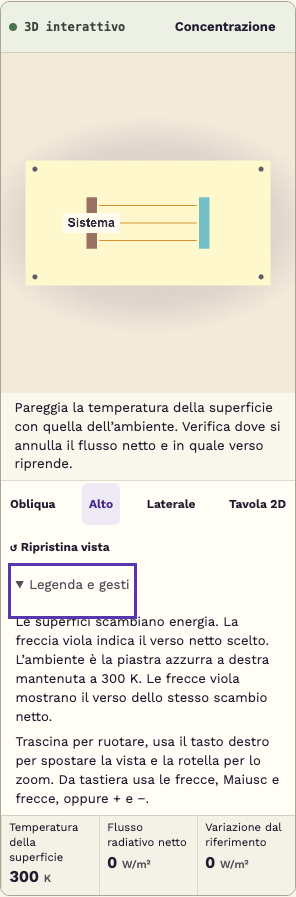 3D interattivo
Concentrazione
Sistema
Pareggia la temperatura della superficie
con quella dell’ambiente. Verifica dove si
annulla il flusso netto e in quale verso
riprende.
Obliqua Alto Laterale Tavola 2D
↺ Ripristina vista
▼ Legenda e gesti
Le superfici scambiano energia. La
freccia viola indica il verso netto scelto.
L’ambiente è la piastra azzurra a destra
mantenuta a 300 K. Le frecce viola
mostrano il verso dello stesso scambio
netto.
Trascina per ruotare, usa il tasto destro
per spostare la vista e la rotella per lo
zoom. Da tastiera usa le frecce, Maiusc e
frecce, oppure + e −.
Temperatura
della
superficie
300 K
Flusso
radiativo netto
0 W/m²
Variazione dal
riferimento
0 W/m²